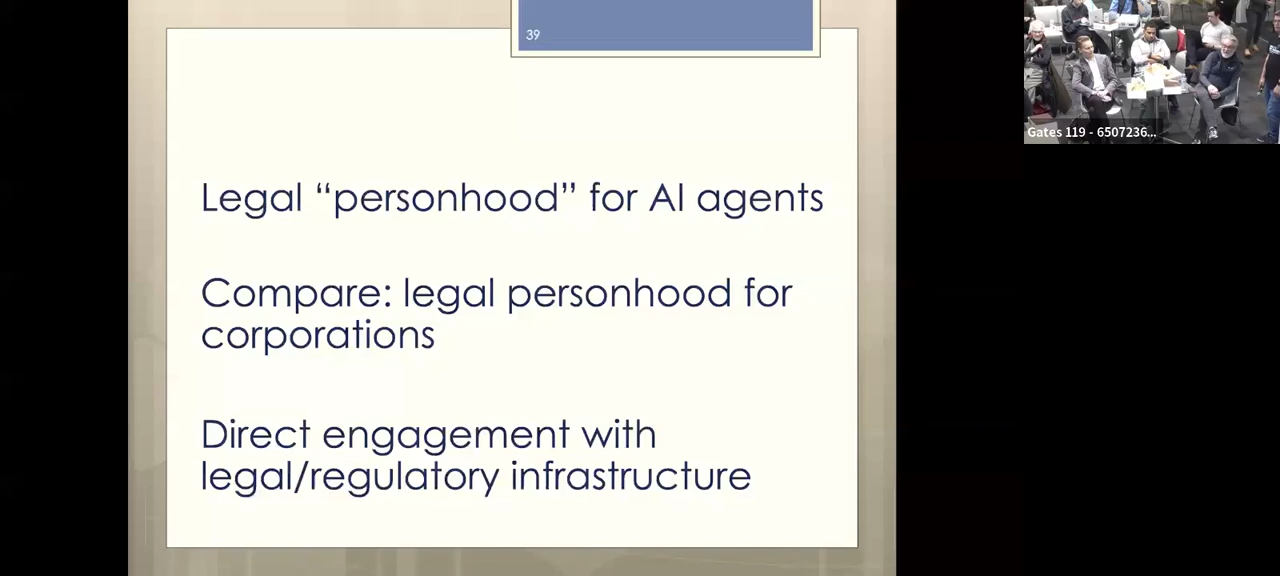 39
Legal “personhood” for AI agents
Compare: legal personhood for
corporations
Direct engagement with
legal/regulatory infrastructure
Gates 119 - 6507236...